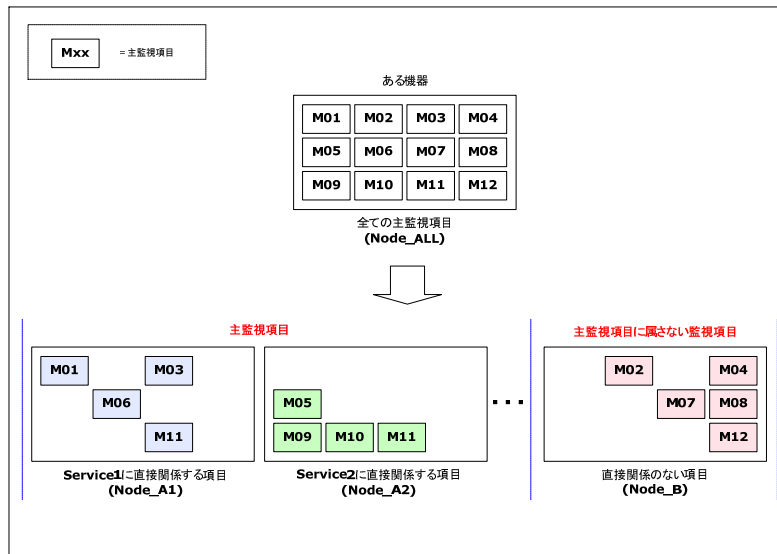 Mxx = 主監視項目
ある機器
M01 M02 M03 M04
M05 M06 M07 M08
M09 M10 M11 M12
全ての主監視項目
(Node_ALL)
主監視項目
主監視項目に属さない監視項目
M01 M03
M06
M11
Service1に直接関係する項目
(Node_A1)
M05
M09 M10 M11
Service2に直接関係する項目
(Node_A2)
...
M02 M04
M07 M08
M12
直接関係のない項目
(Node_B)